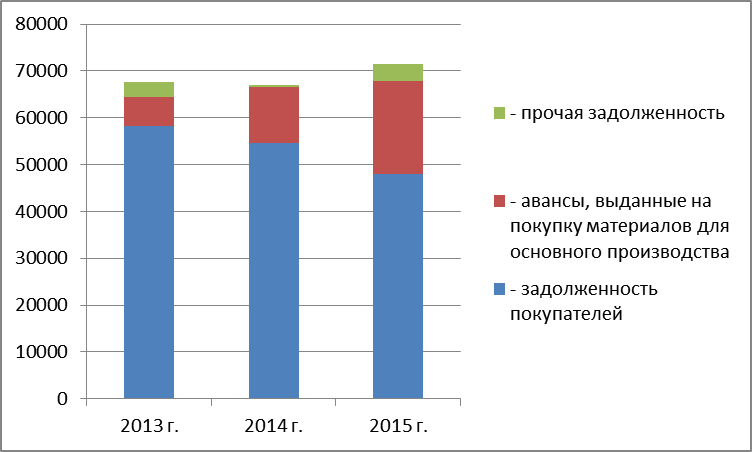 80000
70000
60000
50000
40000
30000
20000
10000
0
2013 г.
2014 г.
2015 г.
- прочая задолженность
- авансы, выданные на
покупку материалов для
основного производства
- задолженность
покупателей